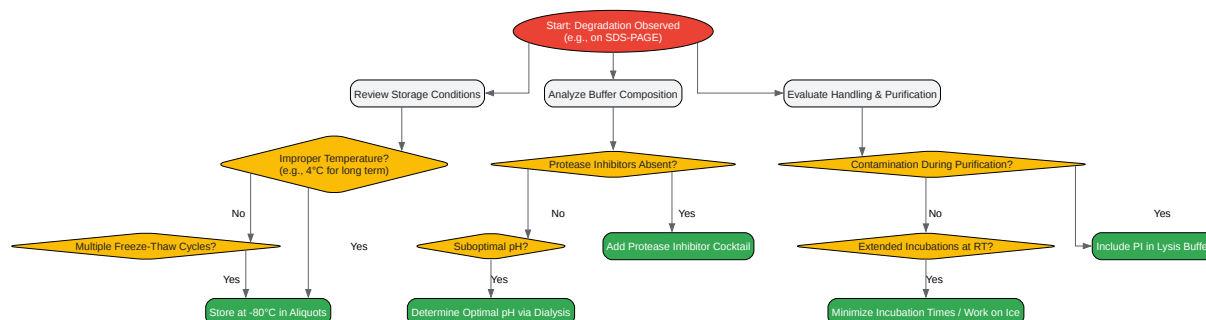 Start: Degradation Observed
(e.g., on SDS-PAGE)
Review Storage Conditions
Analyze Buffer Composition
Evaluate Handling & Purification
Improper Temperature?
(e.g., 4°C for long term)
Protease Inhibitors Absent?
Contamination During Purification?
No
No
Yes
No
Yes
Multiple Freeze-Thaw Cycles?
Yes
Suboptimal pH?
Add Protease Inhibitor Cocktail
Extended Incubations at RT?
Include PI in Lysis Buffe
Yes
Yes
Yes
Store at -80°C in Aliquots
Determine Optimal pH via Dialysis
Minimize Incubation Times / Work on Ice